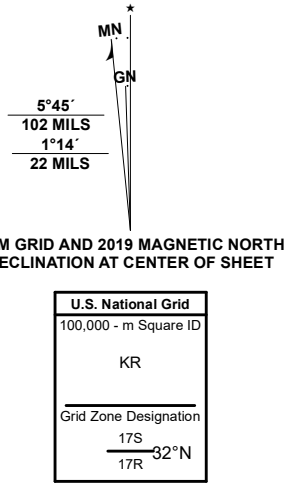 ★
MN
GN
5°45´
102 MILS
1°14´
22 MILS
M GRID AND 2019 MAGNETIC NORTH
ECLINATION AT CENTER OF SHEET
U.S. National Grid
100,000 - m Square ID
KR
Grid Zone Designation
17S
32°N
17R